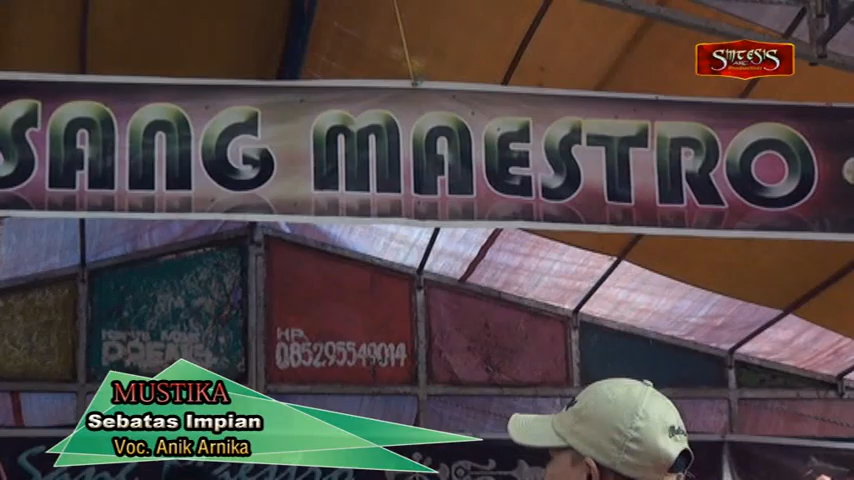 SINTESIS
SANG MAESTRO
HP.
085295549014
MUSTIKA
Sebatas Impian
Voc. Anik Arnika